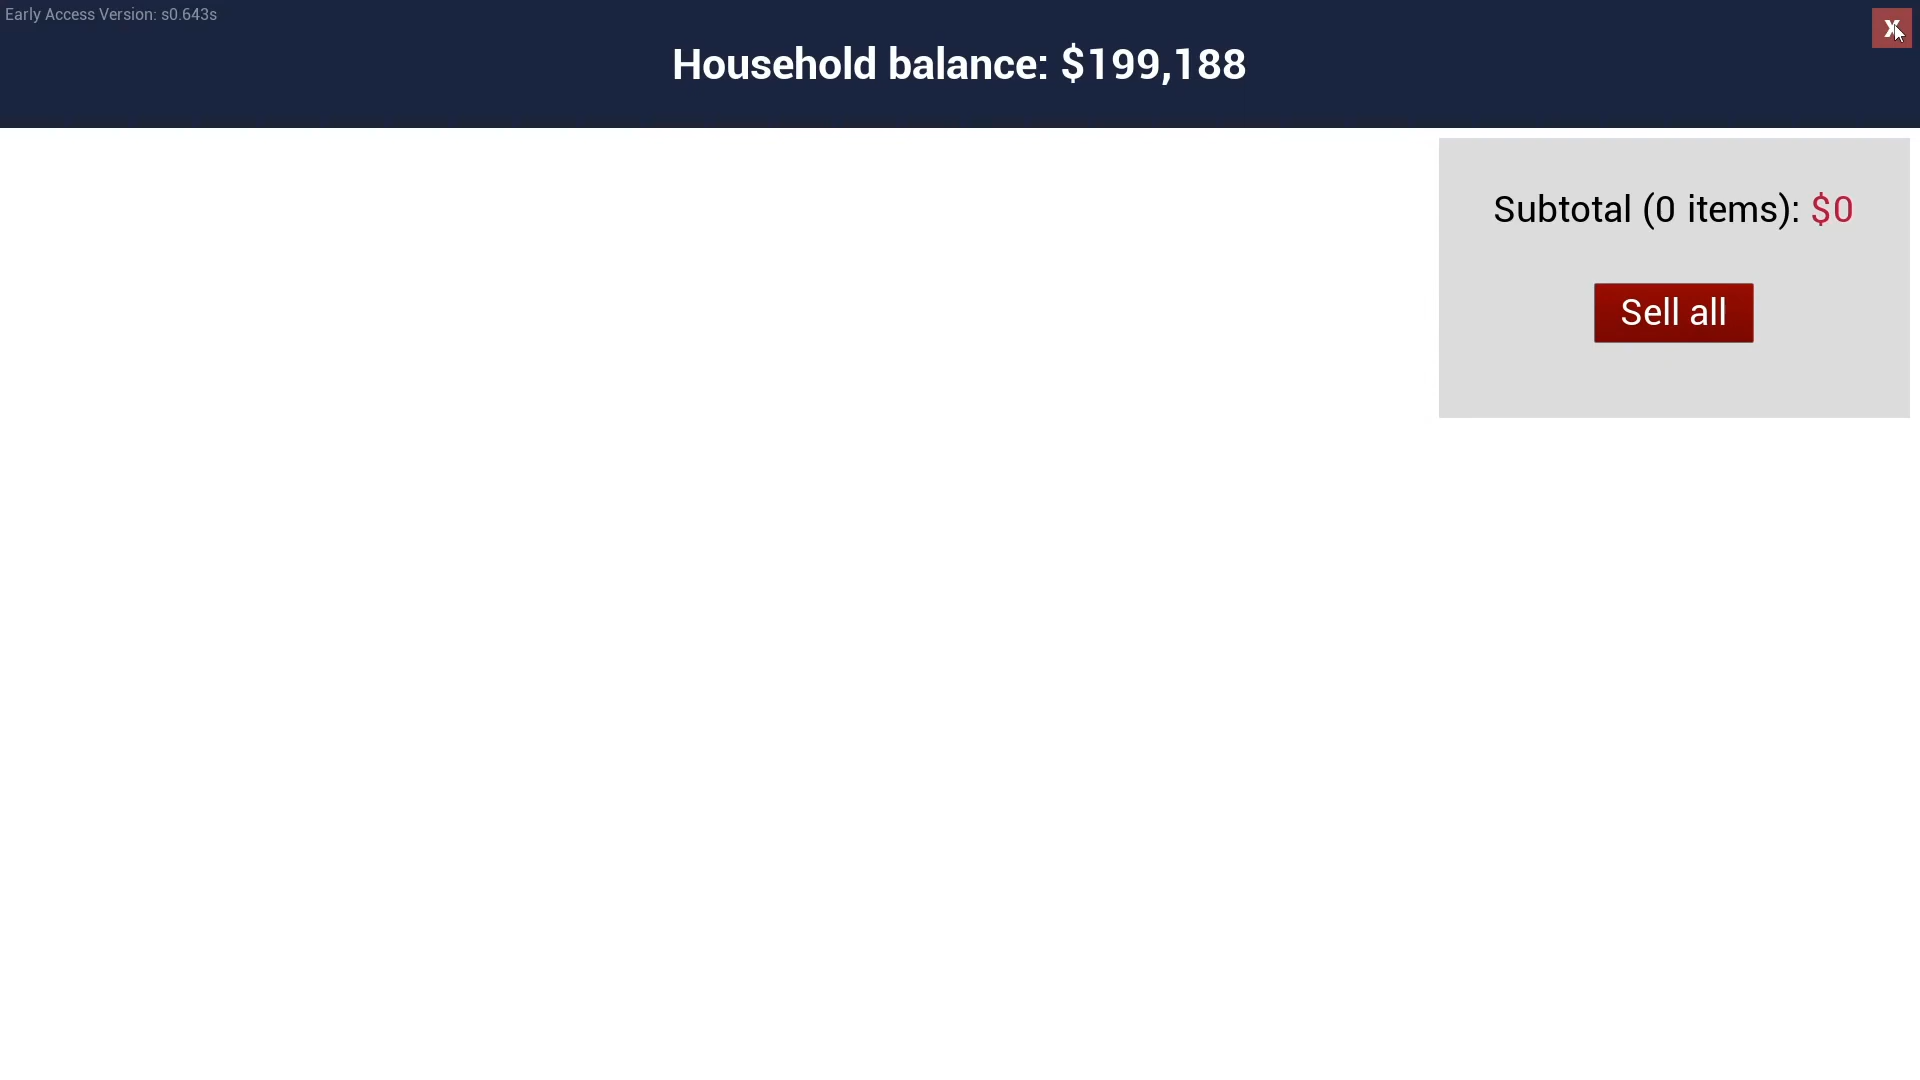 Early Access Version: s0.643s
X
Household balance: $199,188
Subtotal (0 items): $0
Sell all